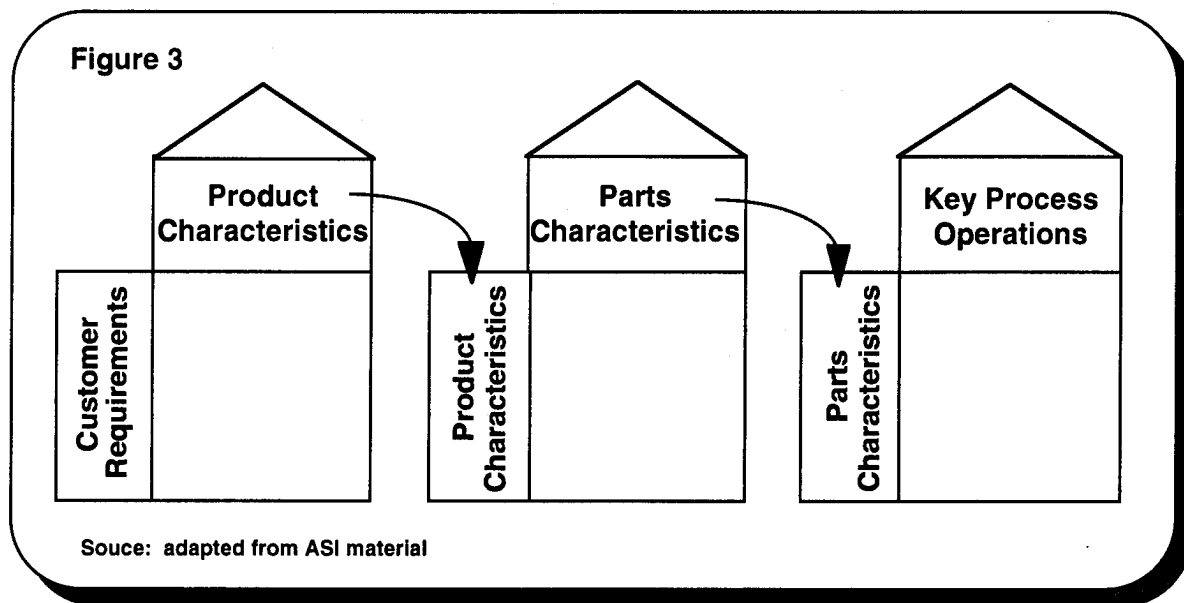 Figure 3
Product
Characteristics
Parts
Characteristics
Key Process
Operations
Customer
Requirements
Product
Characteristics
Parts
Characteristics
Souce: adapted from ASI material